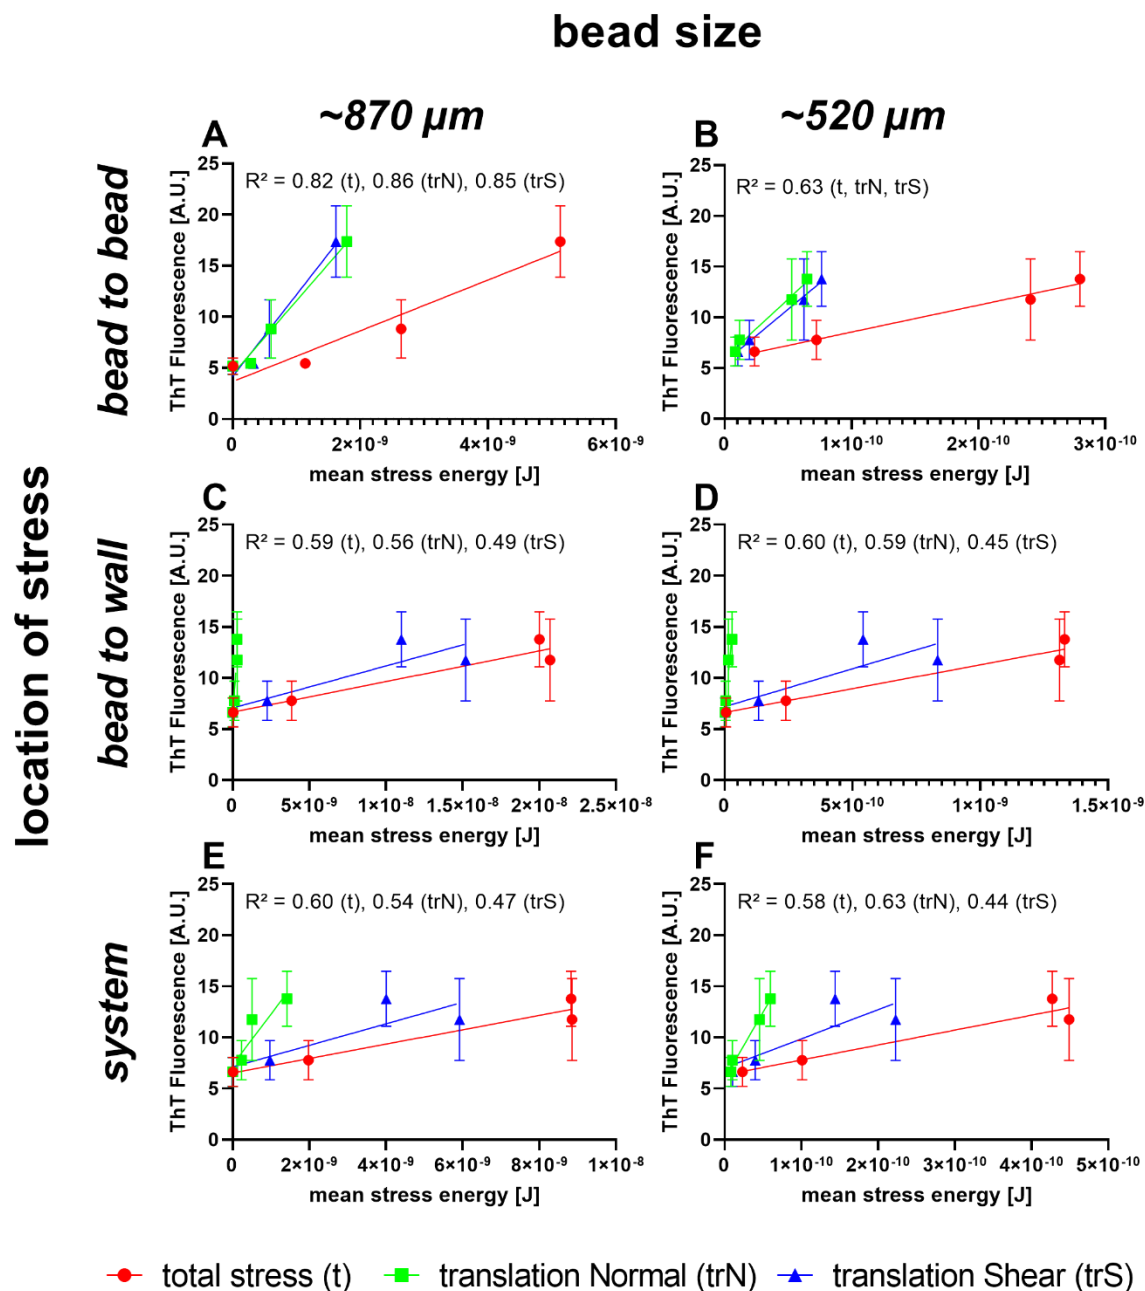 bead size
~870 µm
~520 µm
location of stress
bead to bead
A
R² = 0.82 (t), 0.86 (trN), 0.85 (trS)
ThT Fluorescence [A.U.]
25
20
15
10
5
0
0
2×10⁻⁹
4×10⁻⁹
6×10⁻⁹
mean stress energy [J]
B
R² = 0.63 (t, trN, trS)
ThT Fluorescence [A.U.]
25
20
15
10
5
0
0
1×10⁻¹⁰
2×10⁻¹⁰
3×10⁻¹⁰
mean stress energy [J]
bead to wall
C
R² = 0.59 (t), 0.56 (trN), 0.49 (trS)
ThT Fluorescence [A.U.]
25
20
15
10
5
0
0
5×10⁻⁹
1×10⁻⁸
1.5×10⁻⁸
2×10⁻⁸
2.5×10⁻⁸
mean stress energy [J]
D
R² = 0.60 (t), 0.59 (trN), 0.45 (trS)
ThT Fluorescence [A.U.]
25
20
15
10
5
0
0
5×10⁻¹⁰
1×10⁻⁹
1.5×10⁻⁹
mean stress energy [J]
system
E
R² = 0.60 (t), 0.54 (trN), 0.47 (trS)
ThT Fluorescence [A.U.]
25
20
15
10
5
0
0
2×10⁻⁹
4×10⁻⁹
6×10⁻⁹
8×10⁻⁹
1×10⁻⁸
mean stress energy [J]
F
R² = 0.58 (t), 0.63 (trN), 0.44 (trS)
ThT Fluorescence [A.U.]
25
20
15
10
5
0
0
1×10⁻¹⁰
2×10⁻¹⁰
3×10⁻¹⁰
4×10⁻¹⁰
5×10⁻¹⁰
mean stress energy [J]
total stress (t)
translation Normal (trN)
translation Shear (trS)